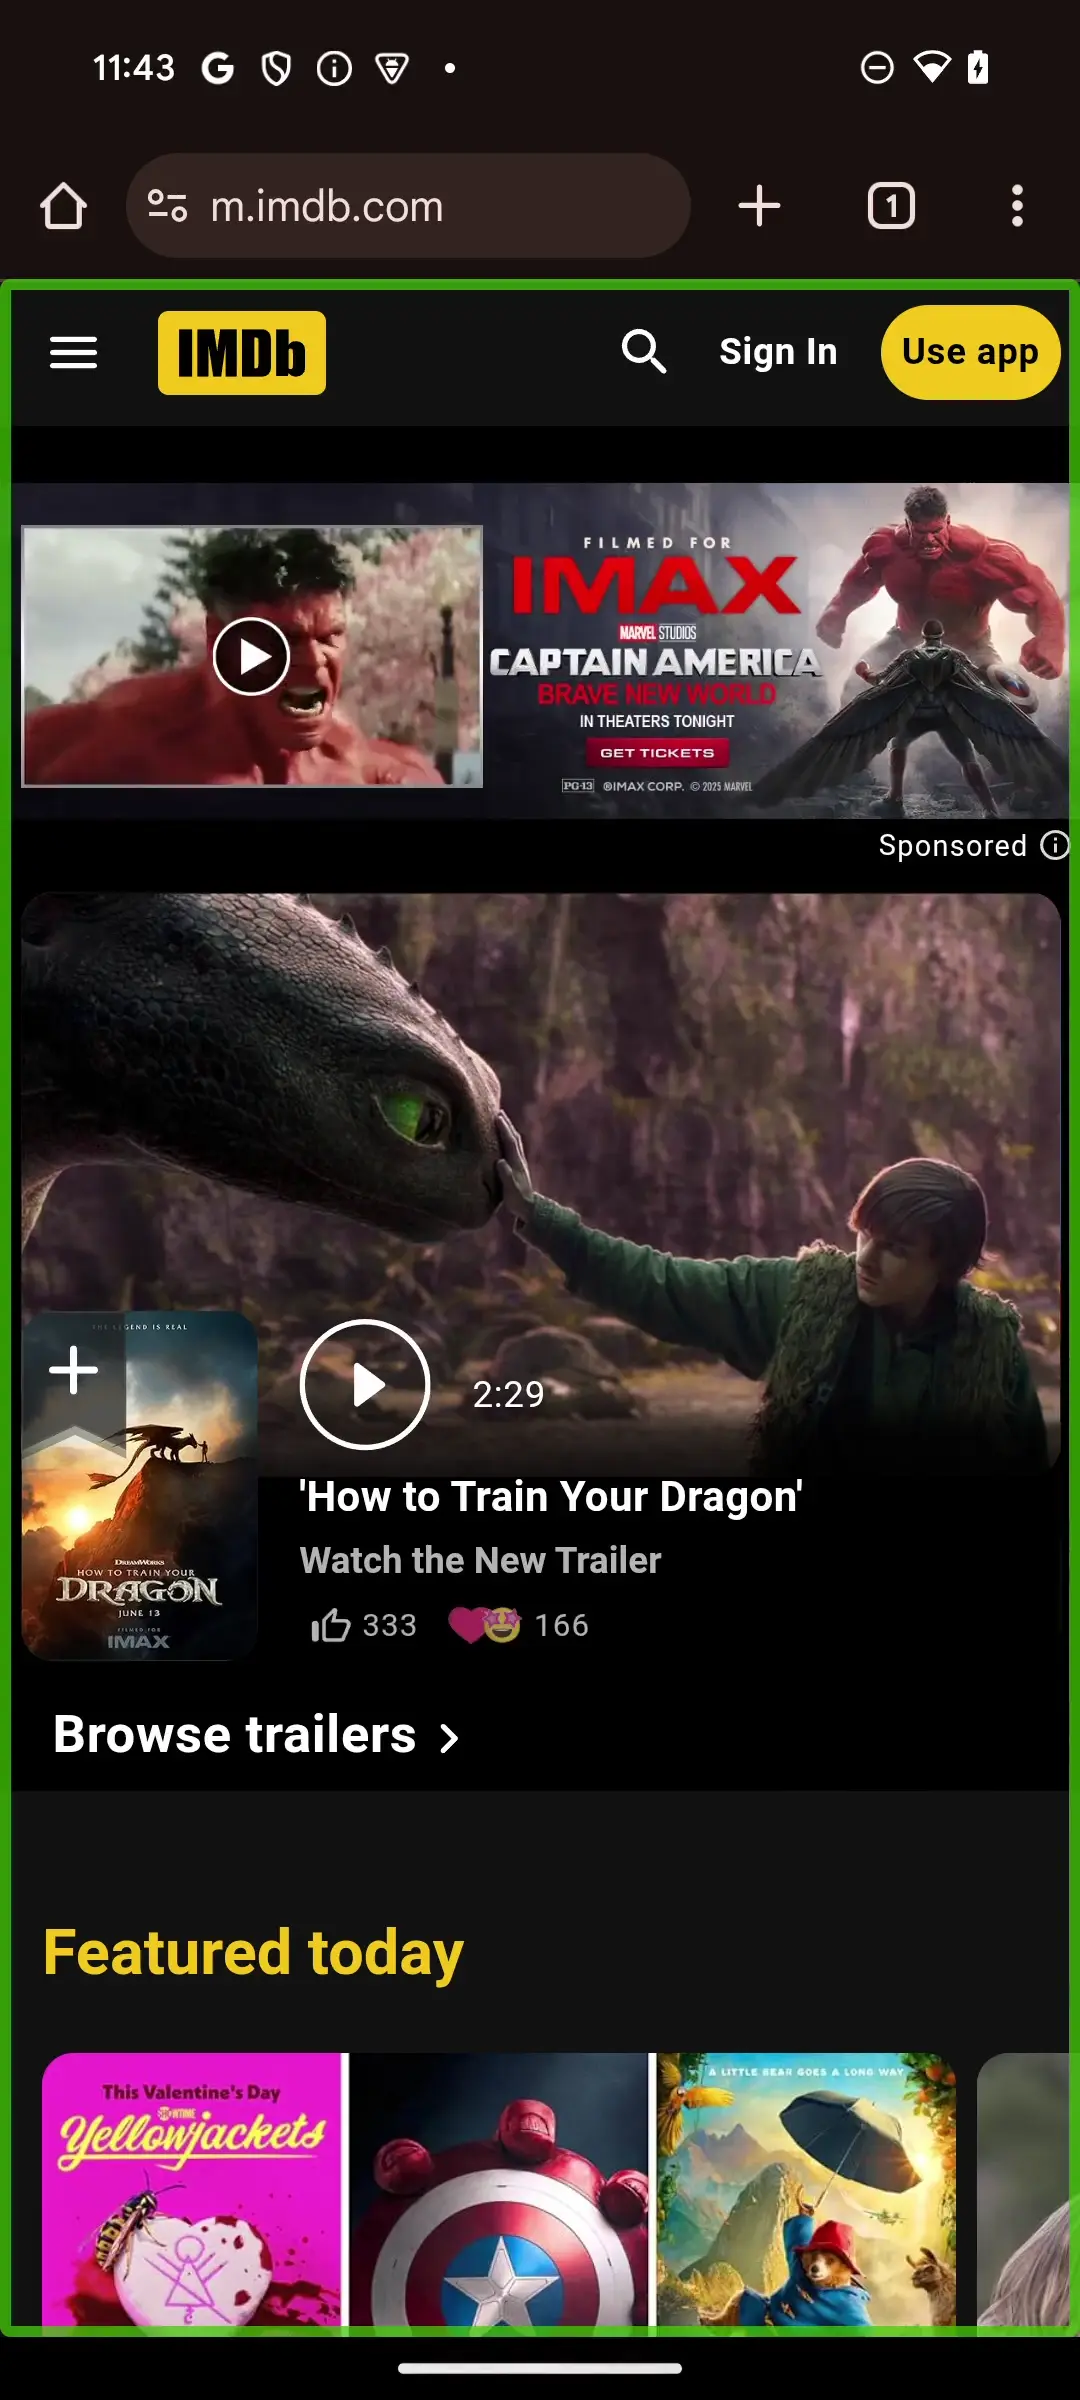 11:43
m.imdb.com
1
IMDb
Sign In
Use app
FILMED FOR
IMAX
MARVEL STUDIOS
CAPTAIN AMERICA
BRAVE NEW WORLD
IN THEATERS TONIGHT
GET TICKETS
PG-13 ®IMAX CORP. © 2025 MARVEL
Sponsored
THE LEGEND IS REAL
DREAMWORKS
HOW TO TRAIN YOUR
DRAGON
JUNE 13
FILMED FOR
IMAX
2:29
'How to Train Your Dragon'
Watch the New Trailer
333
166
Browse trailers
Featured today
This Valentine's Day
SHOWTIME
Yellowjackets
A LITTLE BEAR GOES A LONG WAY